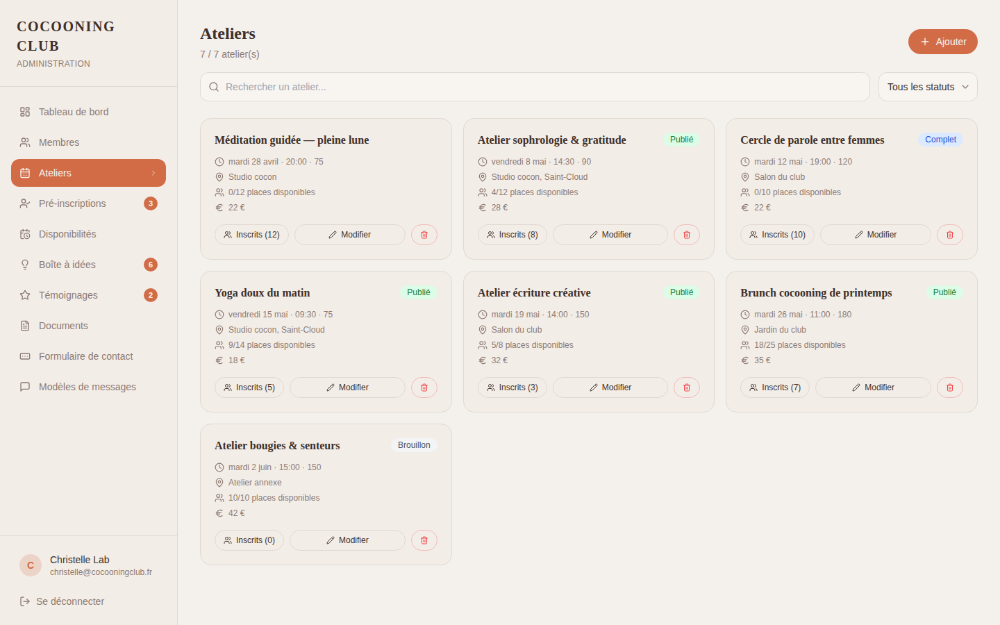 COCOONING
CLUB
ADMINISTRATION
Tableau de bord
Membres
Ateliers
Pré-inscriptions 3
Disponibilités
Boîte à idées 6
Témoignages 2
Documents
Formulaire de contact
Modèles de messages
C
Christelle Lab
christelle@cocooningclub.fr
Se déconnecter
Ateliers
7 / 7 atelier(s)
Ajouter
Rechercher un atelier...
Tous les statuts
Méditation guidée — pleine lune
mardi 28 avril · 20:00 · 75
Studio cocon
0/12 places disponibles
22 €
Inscrits (12) Modifier
Atelier sophrologie & gratitude Publié
vendredi 8 mai · 14:30 · 90
Studio cocon, Saint-Cloud
4/12 places disponibles
28 €
Inscrits (8) Modifier
Cercle de parole entre femmes Complet
mardi 12 mai · 19:00 · 120
Salon du club
0/10 places disponibles
22 €
Inscrits (10) Modifier
Yoga doux du matin Publié
vendredi 15 mai · 09:30 · 75
Studio cocon, Saint-Cloud
9/14 places disponibles
18 €
Inscrits (5) Modifier
Atelier écriture créative Publié
mardi 19 mai · 14:00 · 150
Salon du club
5/8 places disponibles
32 €
Inscrits (3) Modifier
Brunch cocooning de printemps Publié
mardi 26 mai · 11:00 · 180
Jardin du club
18/25 places disponibles
35 €
Inscrits (7) Modifier
Atelier bougies & senteurs Brouillon
mardi 2 juin · 15:00 · 150
Atelier annexe
10/10 places disponibles
42 €
Inscrits (0) Modifier